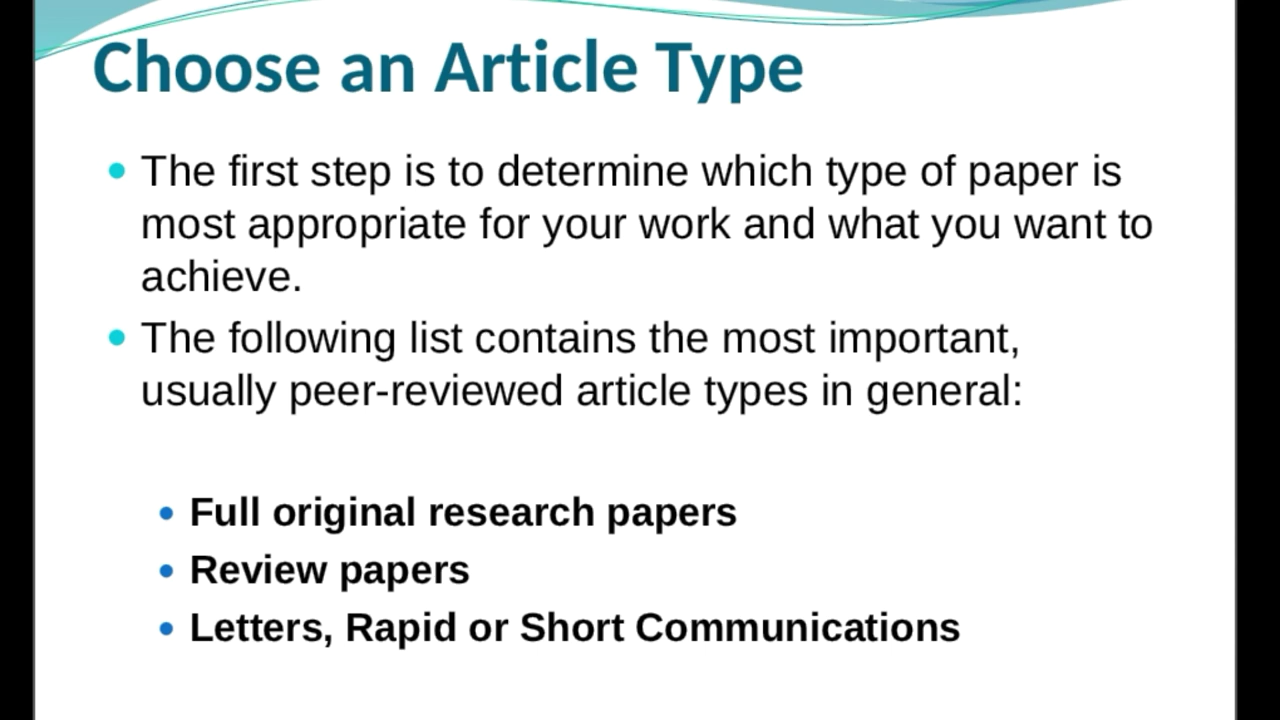 Choose an Article Type
• The first step is to determine which type of paper is
most appropriate for your work and what you want to
achieve.
• The following list contains the most important,
usually peer-reviewed article types in general:
• Full original research papers
• Review papers
• Letters, Rapid or Short Communications